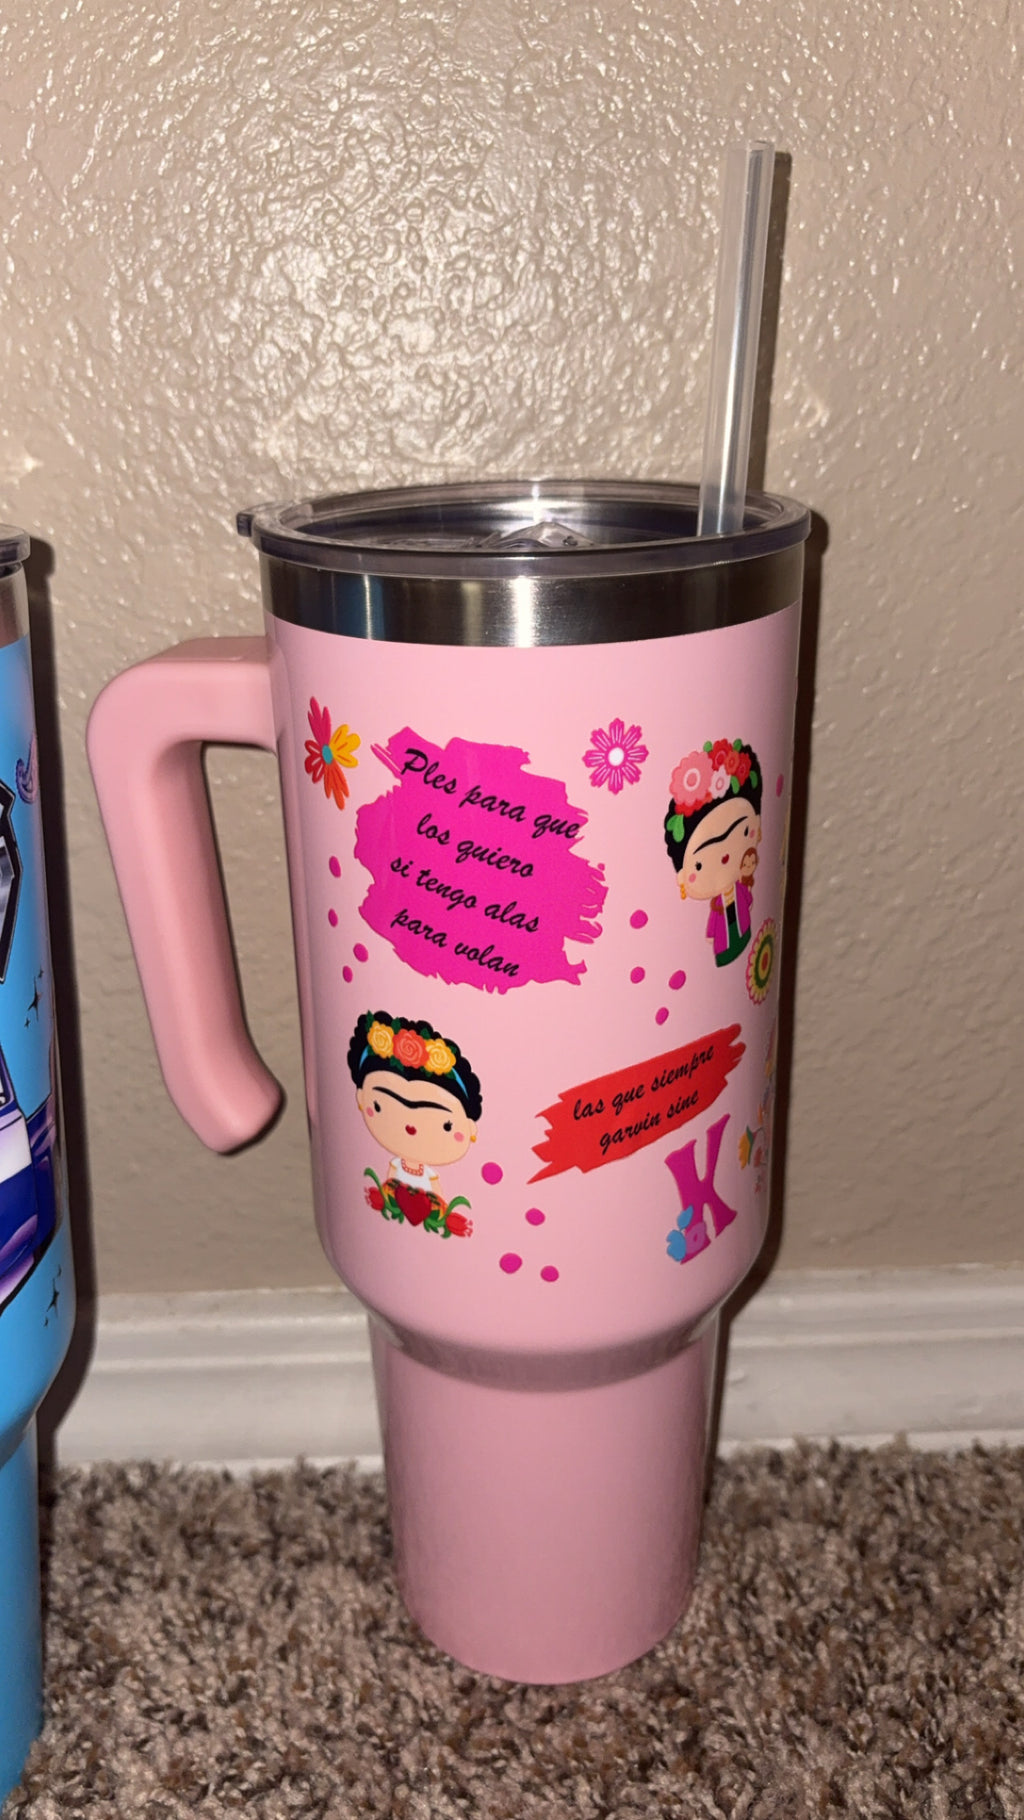 Ples para que
los quiero
si tengo alas
para volan
las que siempre
garvin sine
K